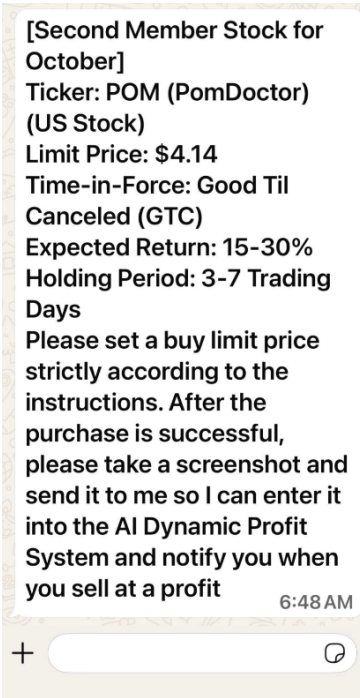 [Second Member Stock for
October]
Ticker: POM (PomDoctor)
(US Stock)
Limit Price: $4.14
Time-in-Force: Good Til
Canceled (GTC)
Expected Return: 15-30%
Holding Period: 3-7 Trading
Days
Please set a buy limit price
strictly according to the
instructions. After the
purchase is successful,
please take a screenshot and
send it to me so I can enter it
into the AI Dynamic Profit
System and notify you when
you sell at a profit
6:48 AM